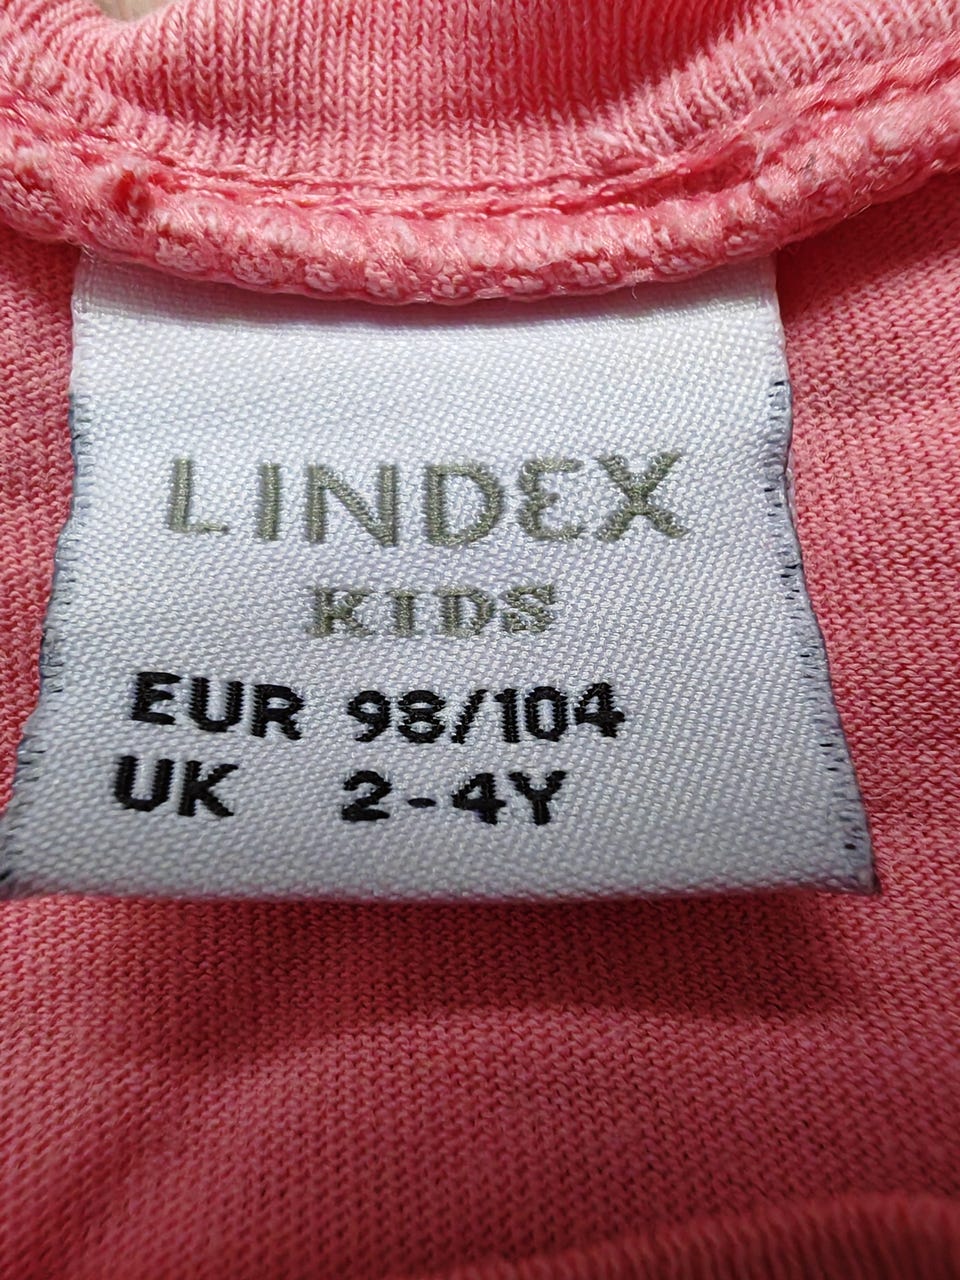 LINDEX
KIDS
EUR 98/104
UK 2-4Y